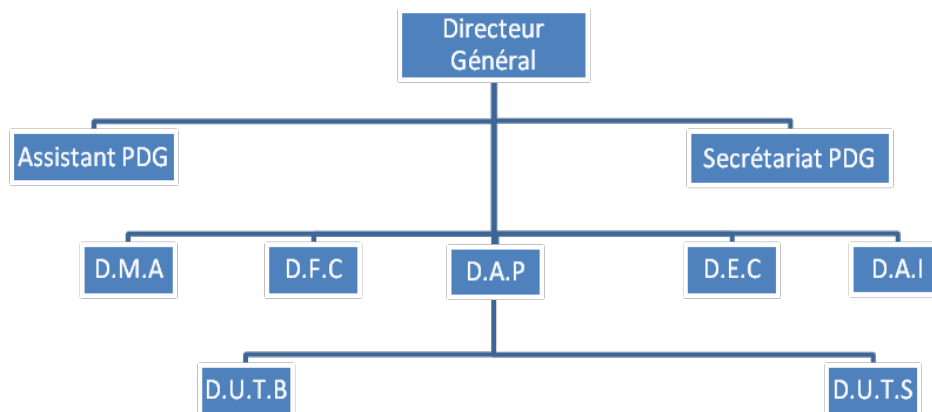 Directeur
Général
Assistant PDG
Secrétariat PDG
D.M.A
D.F.C
D.A.P
D.E.C
D.A.I
D.U.T.B
D.U.T.S